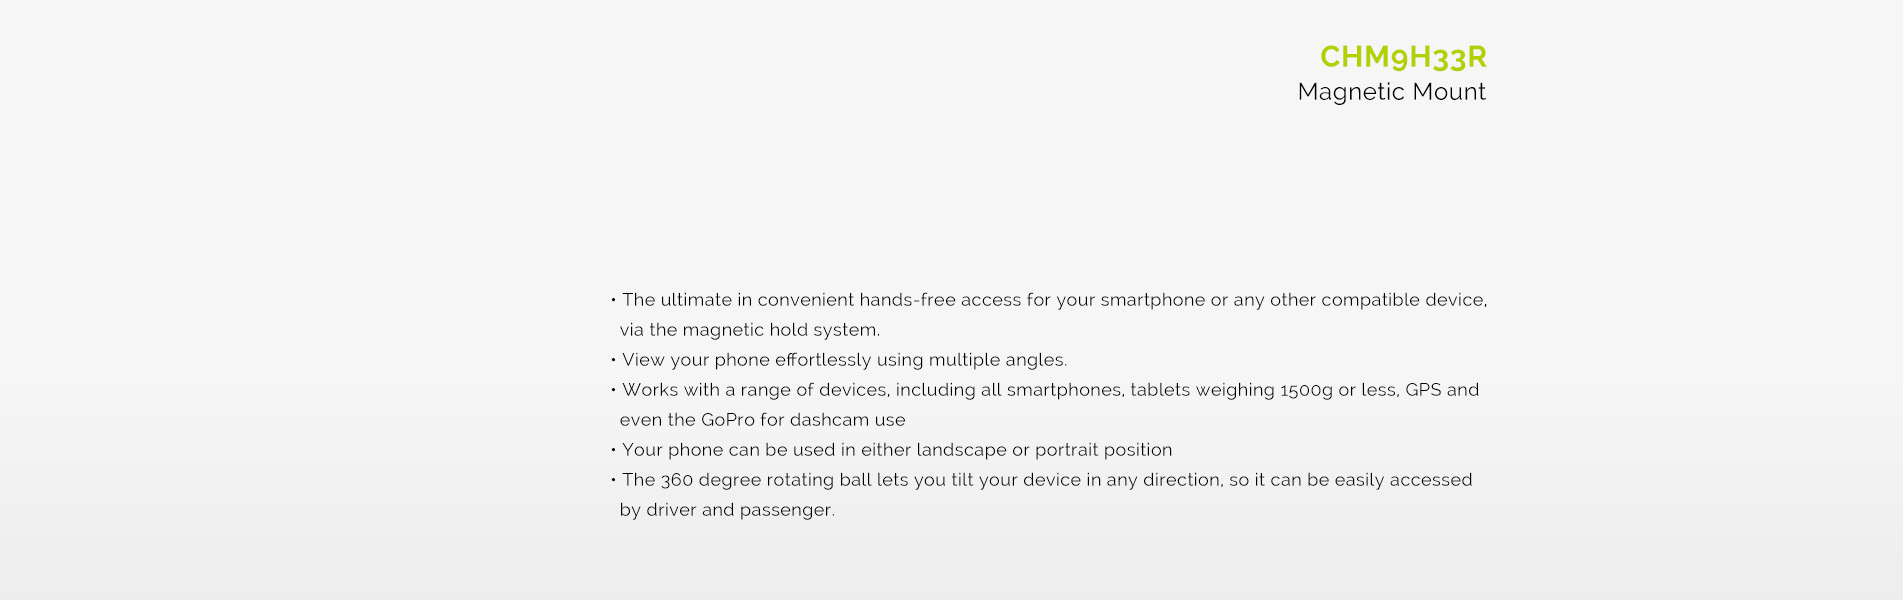 CHM9H33R
Magnetic Mount
• The ultimate in convenient hands-free access for your smartphone or any other compatible device,
via the magnetic hold system.
• View your phone effortlessly using multiple angles.
• Works with a range of devices, including all smartphones, tablets weighing 1500g or less, GPS and
even the GoPro for dashcam use
• Your phone can be used in either landscape or portrait position
• The 360 degree rotating ball lets you tilt your device in any direction, so it can be easily accessed
by driver and passenger.